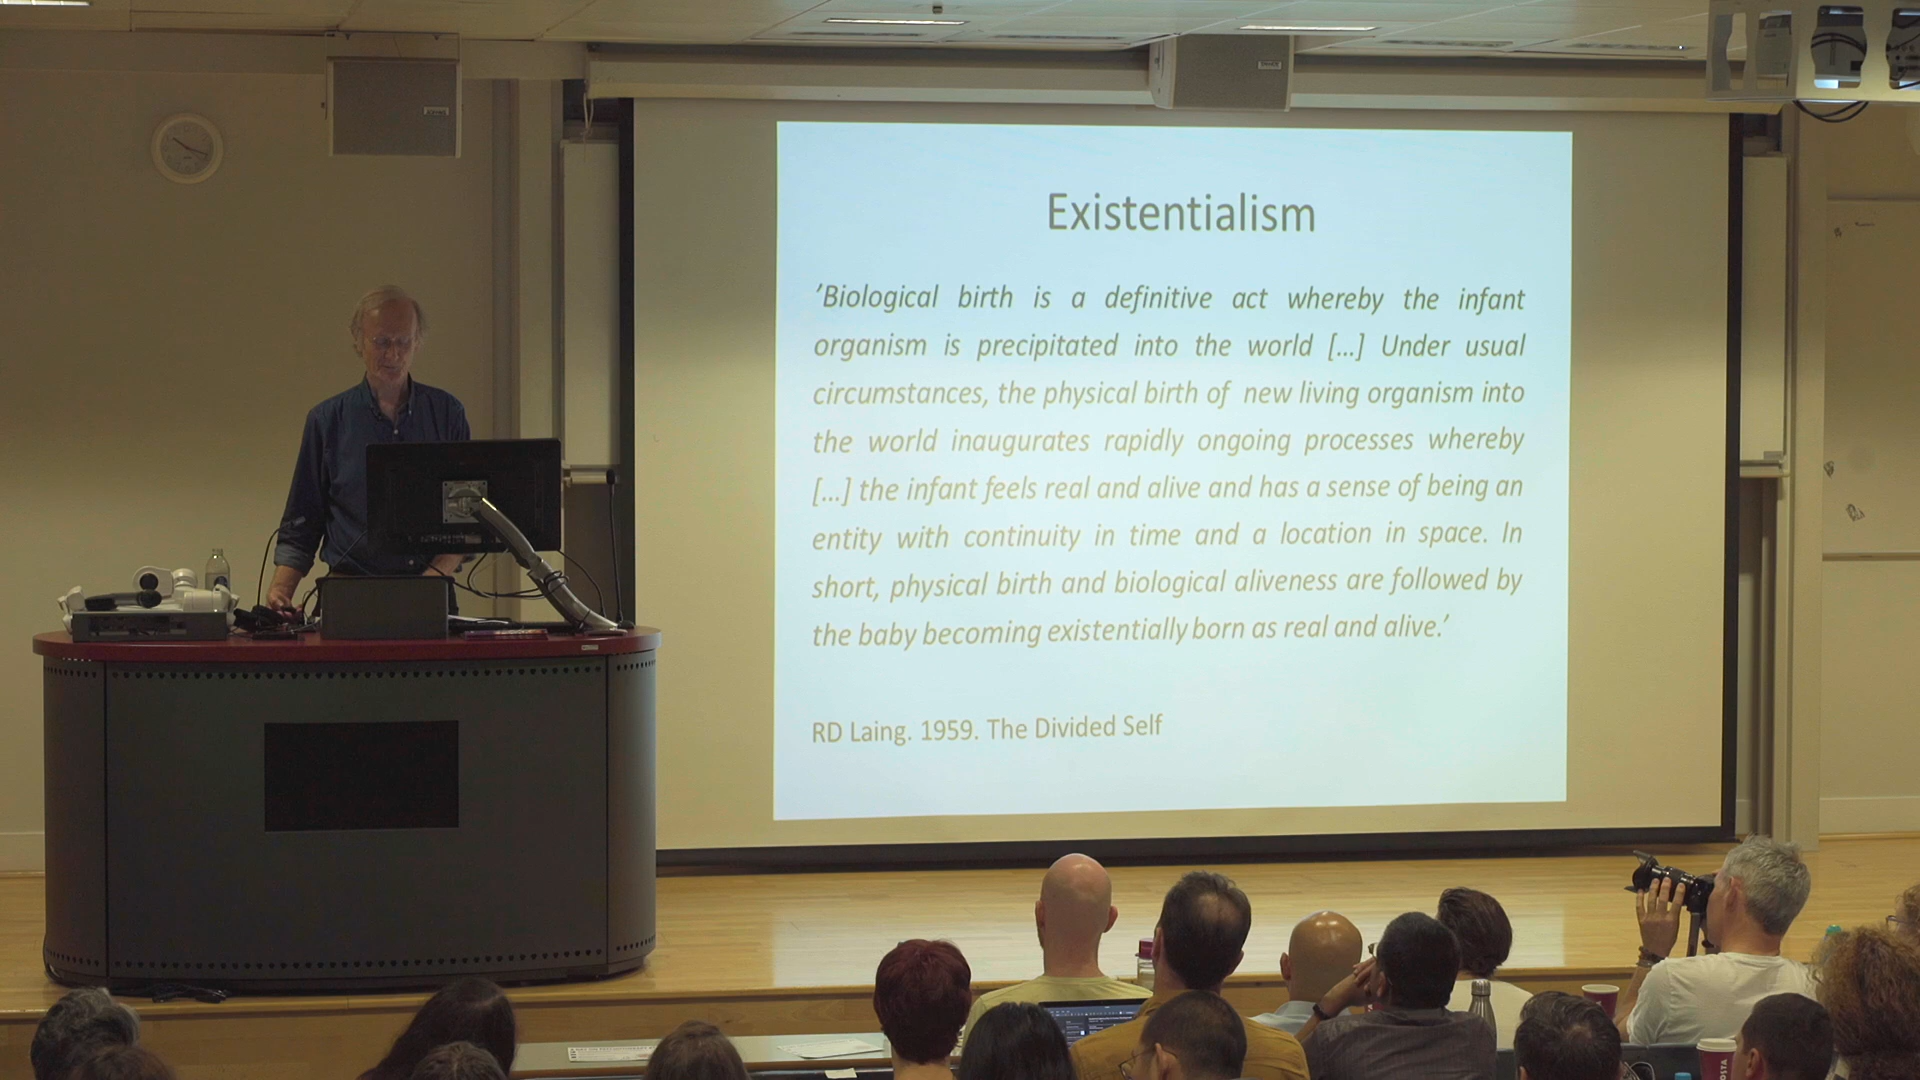 Existentialism
'Biological birth is a definitive act whereby the infant
organism is precipitated into the world [...] Under usual
circumstances, the physical birth of new living organism into
the world inaugurates rapidly ongoing processes whereby
[...] the infant feels real and alive and has a sense of being an
entity with continuity in time and a location in space. In
short, physical birth and biological aliveness are followed by
the baby becoming existentially born as real and alive.'
RD Laing. 1959. The Divided Self
COSTA